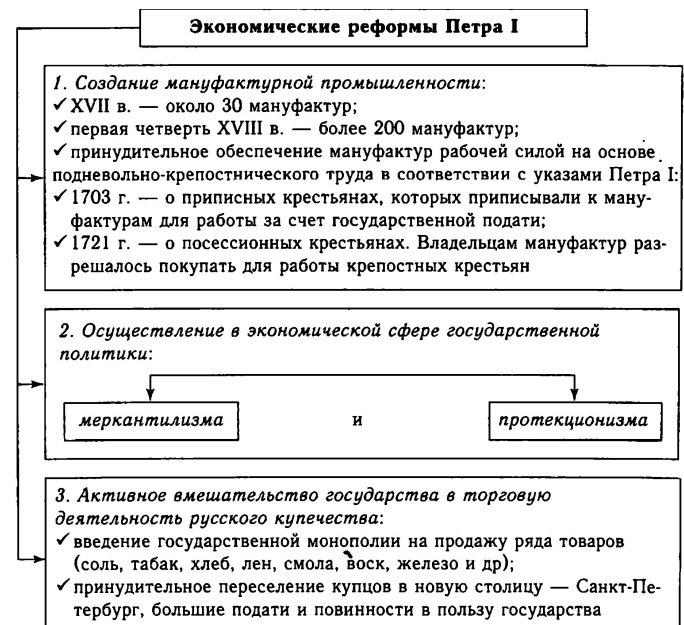 Экономические реформы Петра I
1. Создание мануфактурной промышленности:
✓ XVII в. — около 30 мануфактур;
✓ первая четверть XVIII в. — более 200 мануфактур;
✓ принудительное обеспечение мануфактур рабочей силой на основе
подневольно-крепостнического труда в соответствии с указами Петра I:
✓ 1703 г. — о приписных крестьянах, которых приписывали к ману-
фактурам для работы за счет государственной подати;
✓ 1721 г. — о посессионных крестьянах. Владельцам мануфактур раз-
решалось покупать для работы крепостных крестьян
2. Осуществление в экономической сфере государственной
политики:
меркантилизма и протекционизма
3. Активное вмешательство государства в торговую
деятельность русского купечества:
✓ введение государственной монополии на продажу ряда товаров
(соль, табак, хлеб, лен, смола, воск, железо и др);
✓ принудительное переселение купцов в новую столицу — Санкт-Пе-
тербург, большие подати и повинности в пользу государства